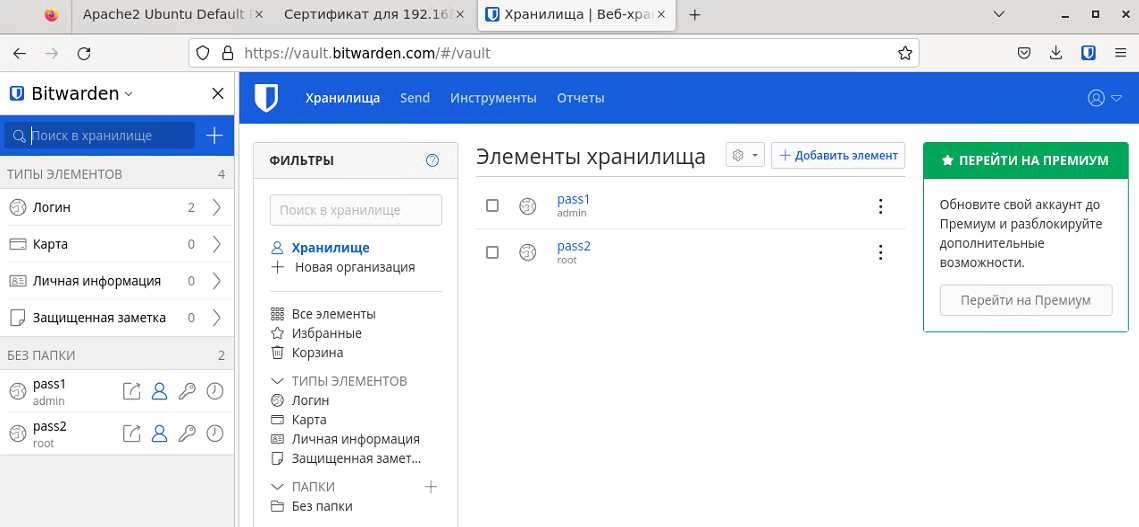 Apache2 Ubuntu Default
Сертификат для 192.168
Хранилища | Веб-хра
https://vault.bitwarden.com/#/vault
Bitwarden
Поиск в хранилище
ТИПЫ ЭЛЕМЕНТОВ 4
Логин 2
Карта 0
Личная информация 0
Защищенная заметка 0
БЕЗ ПАПКИ 2
pass1
admin
pass2
root
Хранилища Send Инструменты Отчеты
ФИЛЬТРЫ
Поиск в хранилище
Хранилище
Новая организация
Все элементы
Избранные
Корзина
ТИПЫ ЭЛЕМЕНТОВ
Логин
Карта
Личная информация
Защищенная замет...
ПАПКИ
Без папки
Элементы хранилища
Добавить элемент
pass1
admin
pass2
root
ПЕРЕЙТИ НА ПРЕМИУМ
Обновите свой аккаунт до
Премиум и разблокируйте
дополнительные
возможности.
Перейти на Премиум